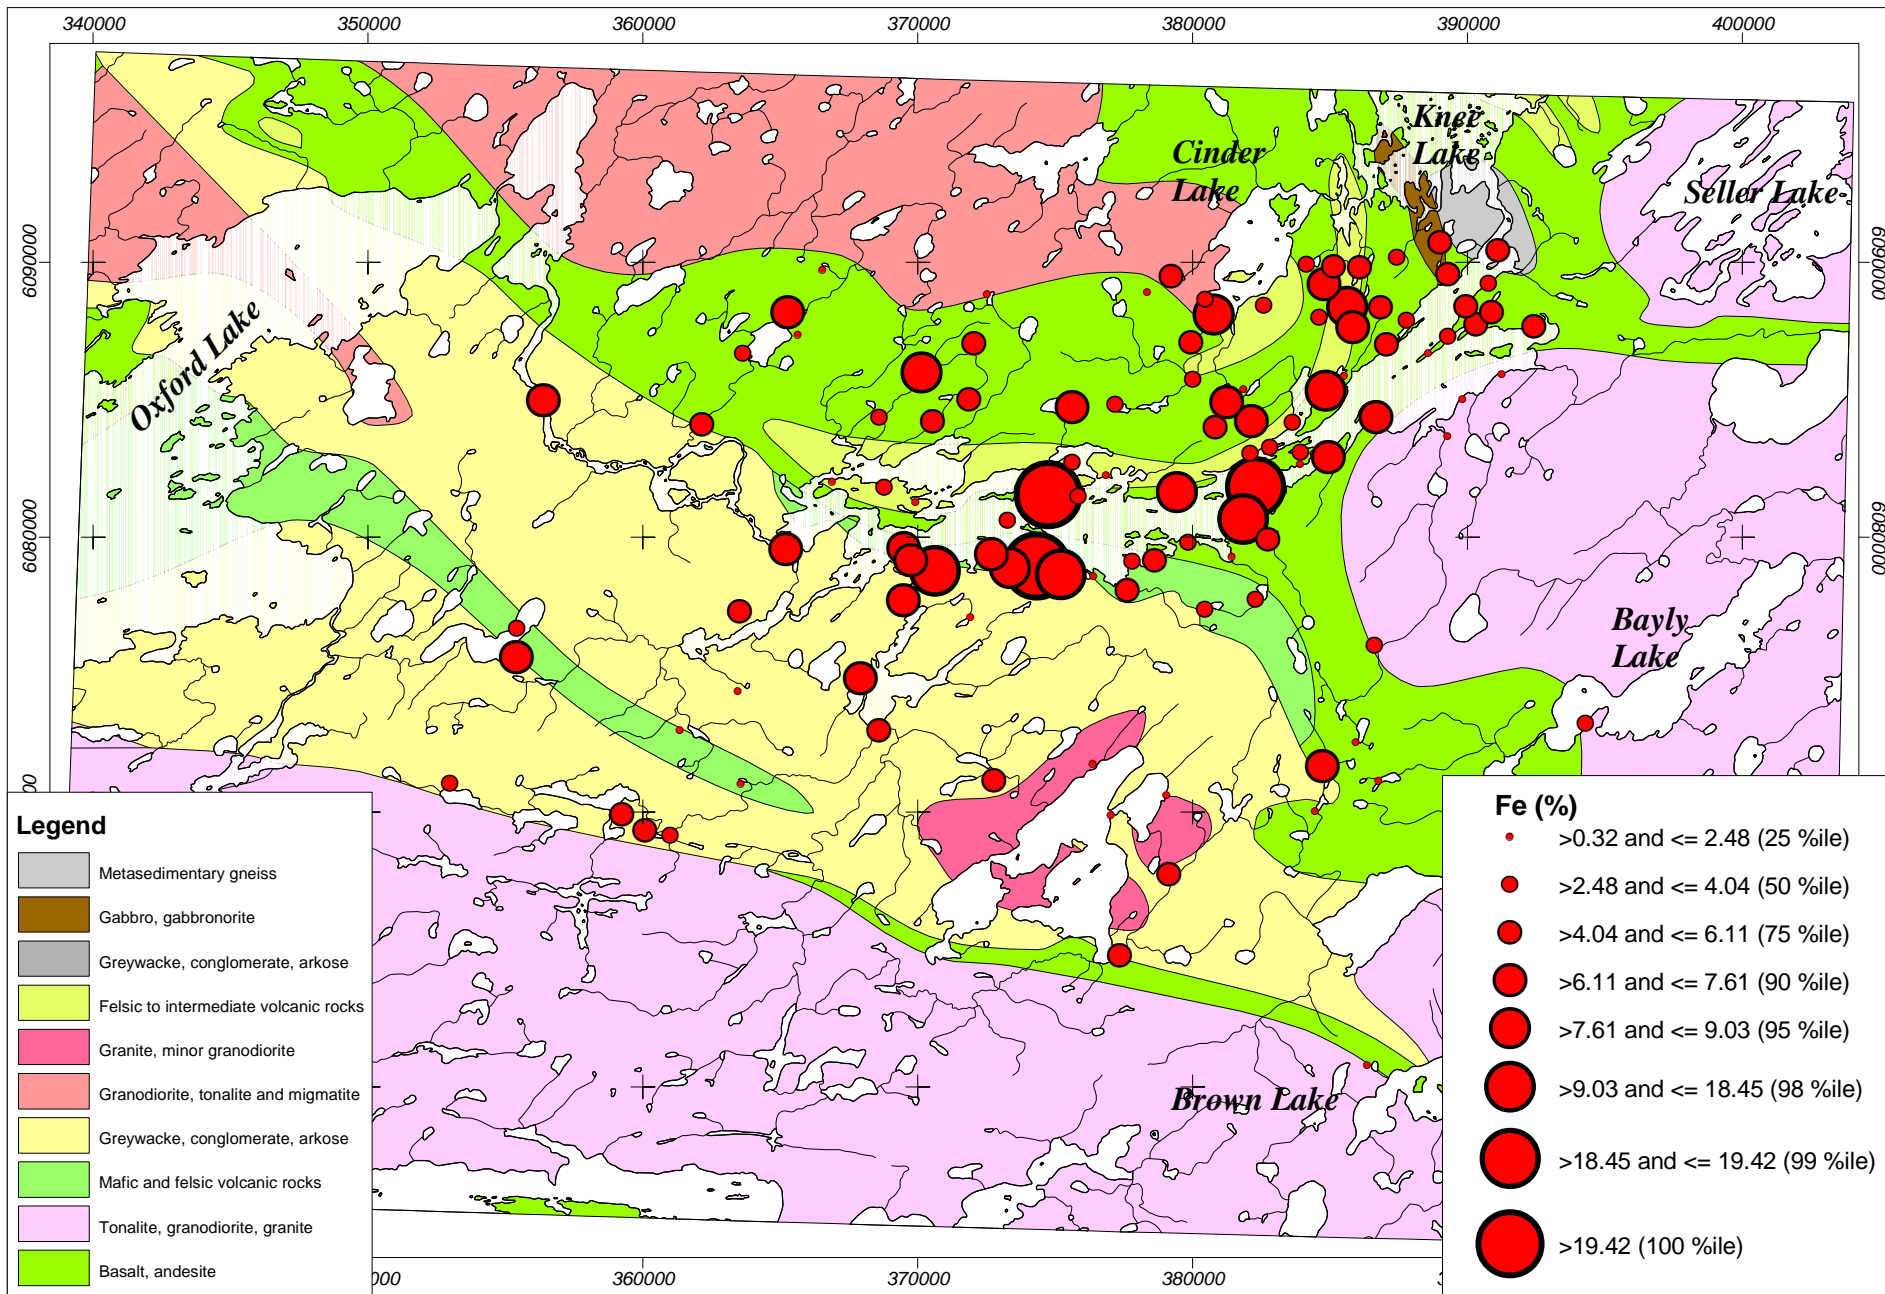 340000 350000 360000 370000 380000 390000 400000
Knee
Lake
Cinder
Lake
Seller Lake
6090000
6090000
Oxford Lake
6080000
6080000
Bayly
Lake
Brown Lake
00
Legend
Metasedimentary gneiss
Gabbro, gabbronorite
Greywacke, conglomerate, arkose
Felsic to intermediate volcanic rocks
Granite, minor granodiorite
Granodiorite, tonalite and migmatite
Greywacke, conglomerate, arkose
Mafic and felsic volcanic rocks
Tonalite, granodiorite, granite
Basalt, andesite
Fe (%)
>0.32 and <= 2.48 (25 %ile)
>2.48 and <= 4.04 (50 %ile)
>4.04 and <= 6.11 (75 %ile)
>6.11 and <= 7.61 (90 %ile)
>7.61 and <= 9.03 (95 %ile)
>9.03 and <= 18.45 (98 %ile)
>18.45 and <= 19.42 (99 %ile)
>19.42 (100 %ile)
0000 360000 370000 380000